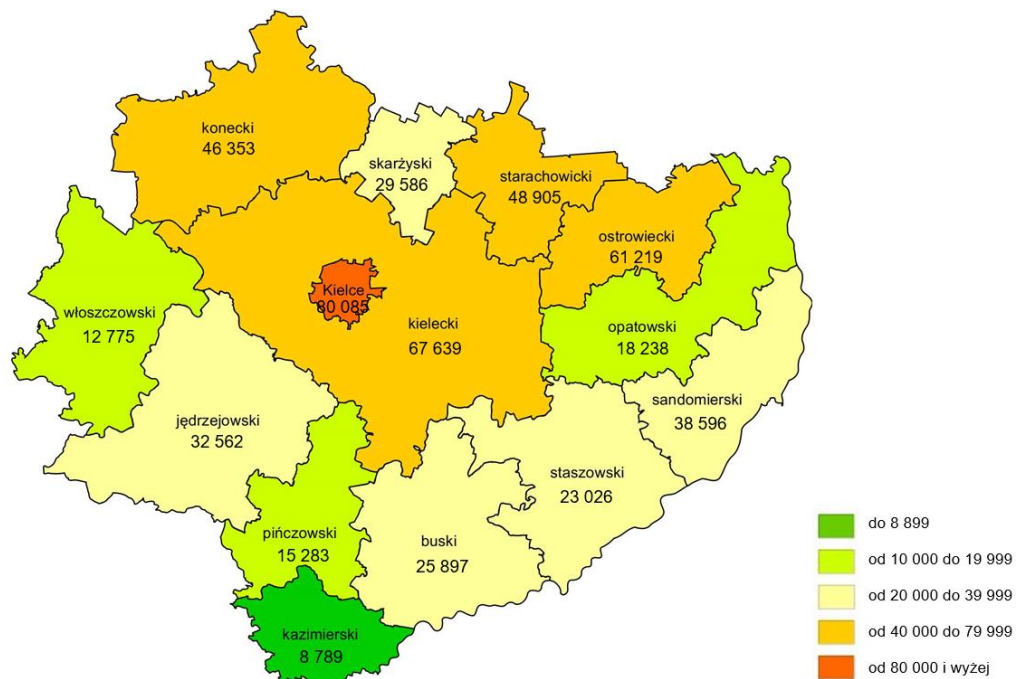 konecki
46 353
skarżyski
29 586
starachowicki
48 905
ostrowiecki
61 219
Kielce
80 085
włoszczowski
12 775
kielecki
67 639
opatowski
18 238
sandomierski
38 596
jędrzejowski
32 562
staszowski
23 026
pińczowski
15 283
buski
25 897
kazimierski
8 789
do 8 899
od 10 000 do 19 999
od 20 000 do 39 999
od 40 000 do 79 999
od 80 000 i wyżej